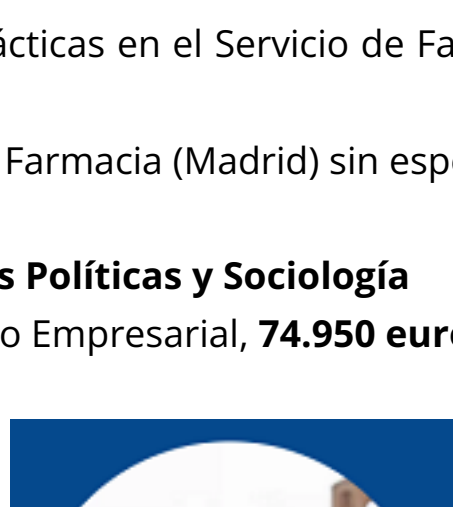 ácticas en el Servicio de Fa
Farmacia (Madrid) sin esp
s Políticas y Sociología
o Empresarial, 74.950 eur